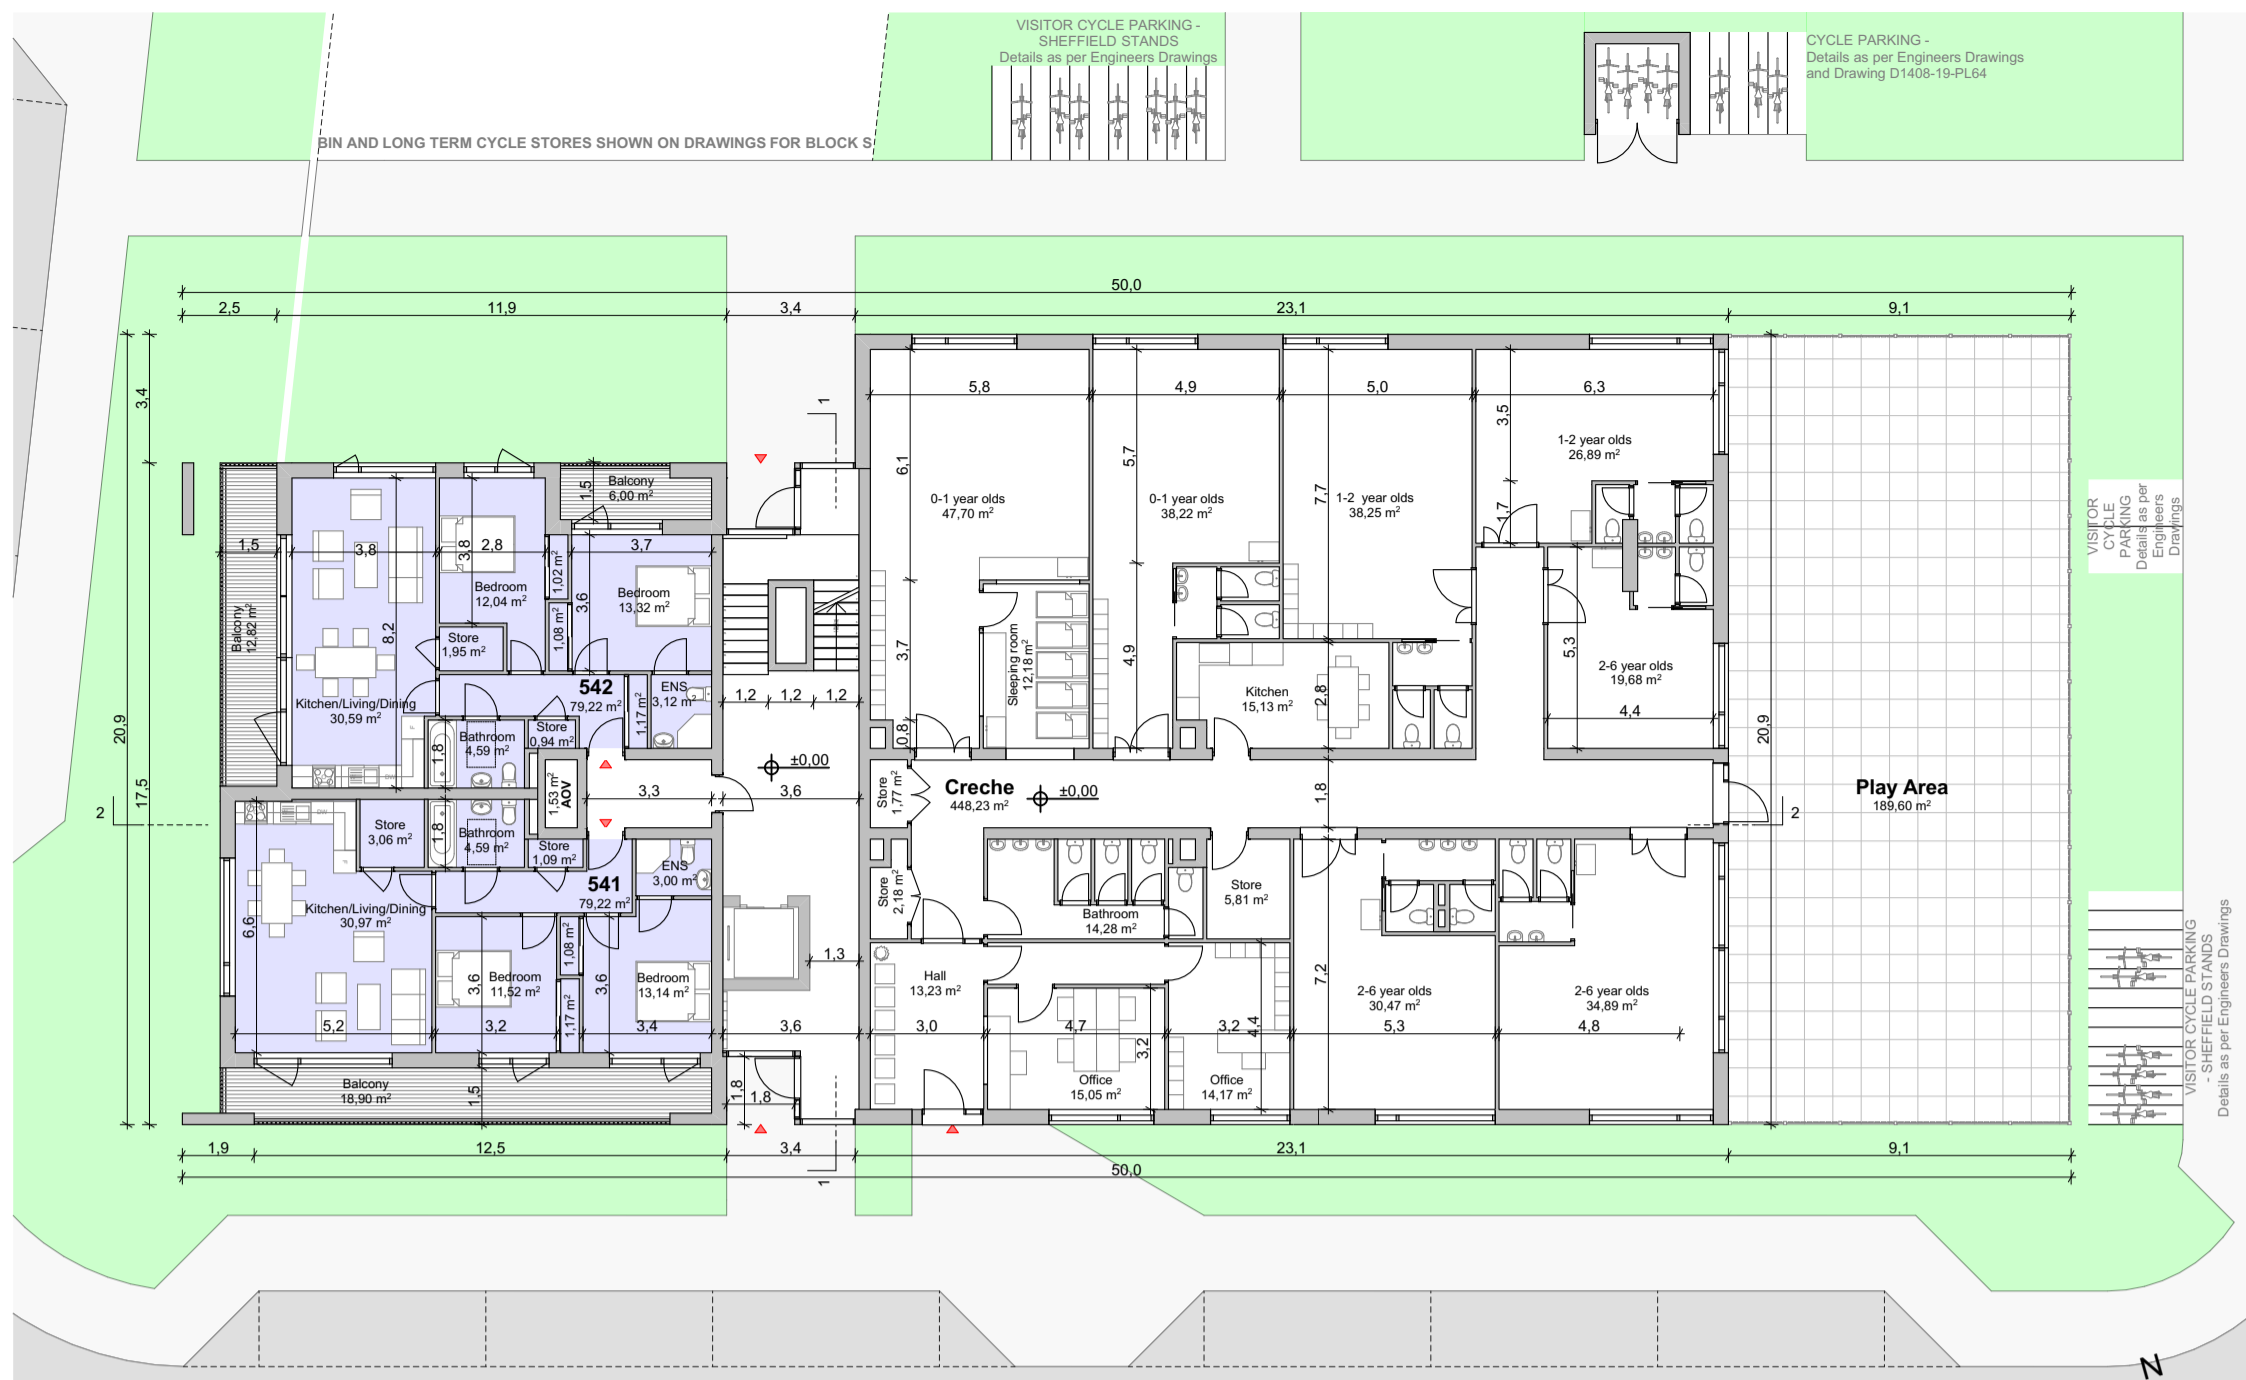 VISITOR CYCLE PARKING -
SHEFFIELD STANDS
Details as per Engineers Drawings
CYCLE PARKING -
Details as per Engineers Drawings
and Drawing D1408-19-PL64
BIN AND LONG TERM CYCLE STORES SHOWN ON DRAWINGS FOR BLOCK S
50,0
2,5
11,9
3,4
23,1
9,1
3,4
17,5
20,9
1
5,8
4,9
5,0
6,3
3,5
1,7
6,1
5,7
7,7
1-2 year olds
26,89 m²
0-1 year olds
47,70 m²
0-1 year olds
38,22 m²
1-2 year olds
38,25 m²
Balcony
6,00 m²
1,5
Balcony
12,82 m²
1,5
3,8
3,8
2,8
3,7
8,2
Bedroom
12,04 m²
1,02 m²
1,08 m²
3,6
Bedroom
13,32 m²
Store
1,95 m²
Kitchen/Living/Dining
30,59 m²
542
79,22 m²
1,17 m²
ENS
3,12 m²
Bathroom
4,59 m²
1,8
Store
0,94 m²
1,2
1,2
1,2
±0,00
3,7
0,8
Sleeping room
12,18 m²
4,9
Kitchen
15,13 m²
2,8
5,3
2-6 year olds
19,68 m²
4,4
20,9
VISITOR
CYCLE
PARKING
Details as per
Engineers
Drawings
1,53 m²
AOV
3,3
3,6
Store
1,77 m²
Creche
448,23 m²
±0,00
1,8
Play Area
189,60 m²
2
2
Store
3,06 m²
1,8
Bathroom
4,59 m²
Store
1,09 m²
ENS
3,00 m²
541
79,22 m²
Kitchen/Living/Dining
30,97 m²
6,6
Store
2,18 m²
Bathroom
14,28 m²
Store
5,81 m²
3,6
Bedroom
11,52 m²
1,08 m²
1,17 m²
3,6
Bedroom
13,14 m²
1,3
Hall
13,23 m²
7,2
2-6 year olds
30,47 m²
2-6 year olds
34,89 m²
5,2
3,2
3,4
3,6
3,0
4,7
3,2
5,3
4,8
3,2
4,4
Office
15,05 m²
Office
14,17 m²
Balcony
18,90 m²
1,5
1,8
1,8
VISITOR CYCLE PARKING
- SHEFFIELD STANDS
Details as per Engineers Drawings
1,9
12,5
3,4
23,1
9,1
50,0
1
N